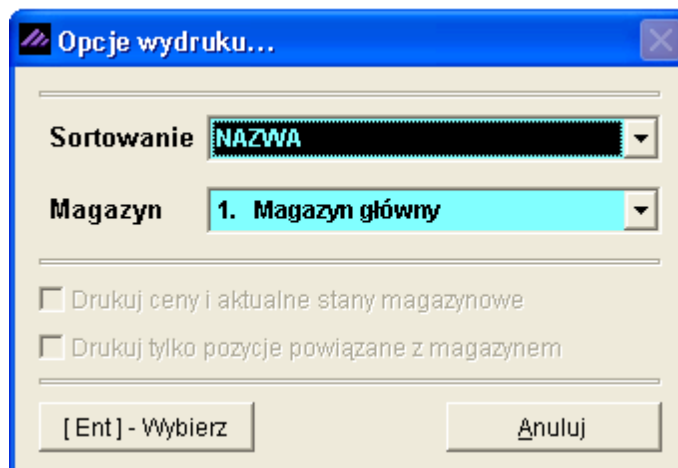 Opcje wydruku...
Sortowanie NAZWA
Magazyn 1. Magazyn główny
Drukuj ceny i aktualne stany magazynowe
Drukuj tylko pozycje powiązane z magazynem
[ Ent ] - Wybierz Anuluj